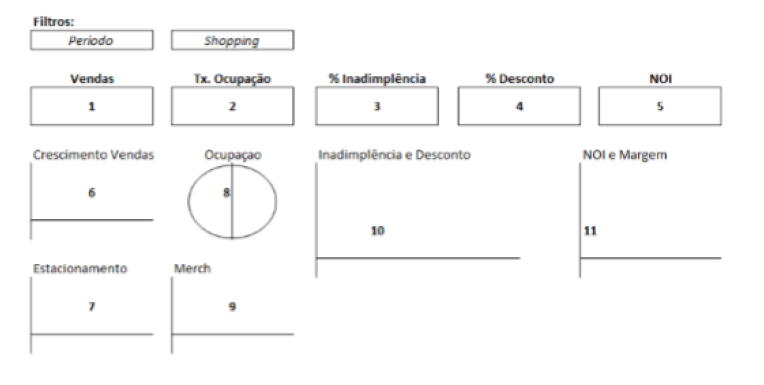 Filtros:
Periodo Shopping
Vendas Tx. Ocupação % Inadimplência % Desconto NOI
1 2 3 4 5
Crescimento Vendas Ocupaçao Inadimplência e Desconto NOI e Margem
6 8
10 11
Estacionamento Merch
7 9